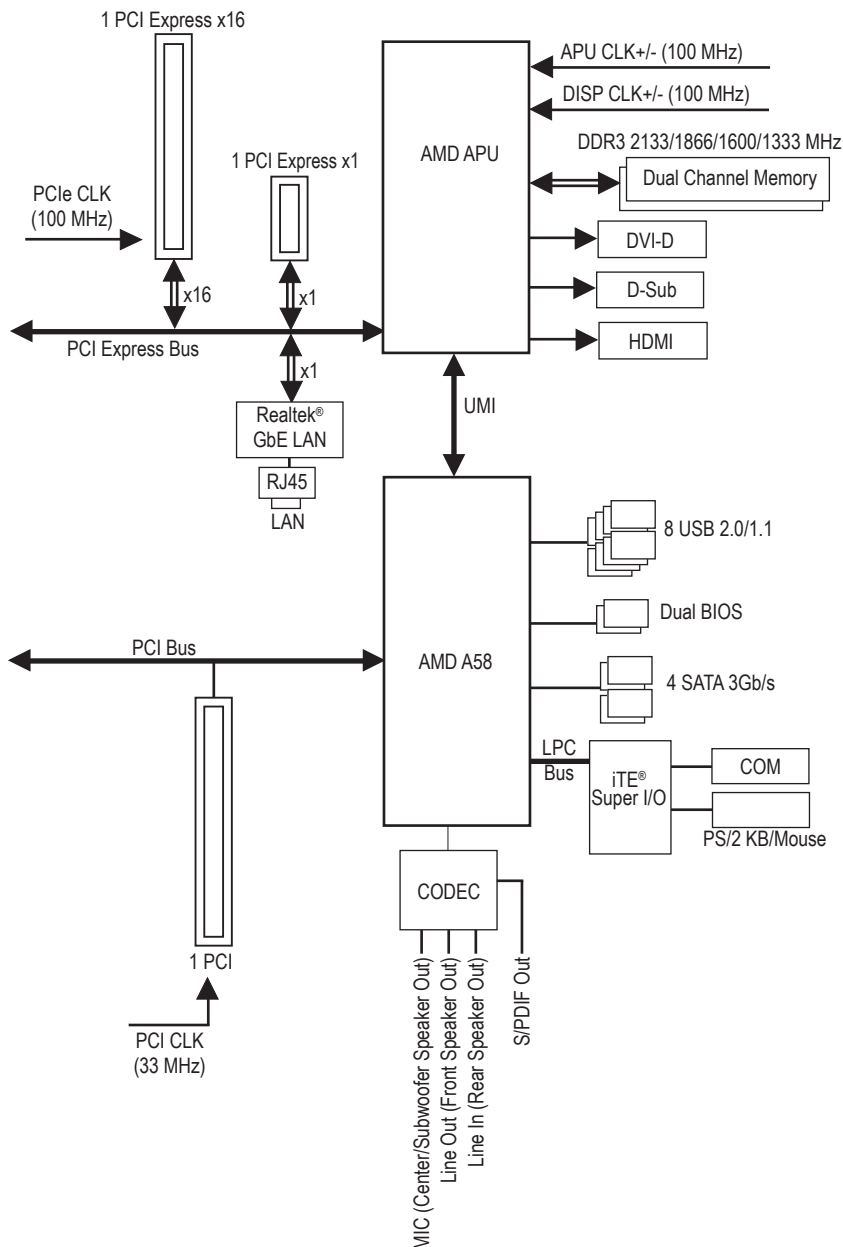 1 PCI Express x16
APU CLK+/- (100 MHz)
DISP CLK+/- (100 MHz)
DDR3 2133/1866/1600/1333 MHz
AMD APU
1 PCI Express x1
Dual Channel Memory
PCIe CLK
(100 MHz)
DVI-D
x16
x1
D-Sub
PCI Express Bus
HDMI
x1
Realtek®
GbE LAN
UMI
RJ45
LAN
8 USB 2.0/1.1
Dual BIOS
PCI Bus
AMD A58
4 SATA 3Gb/s
LPC
Bus
iTE®
Super I/O
COM
PS/2 KB/Mouse
CODEC
1 PCI
PCI CLK
(33 MHz)
MIC (Center/Subwoofer Speaker Out)
Line Out (Front Speaker Out)
Line In (Rear Speaker Out)
S/PDIF Out